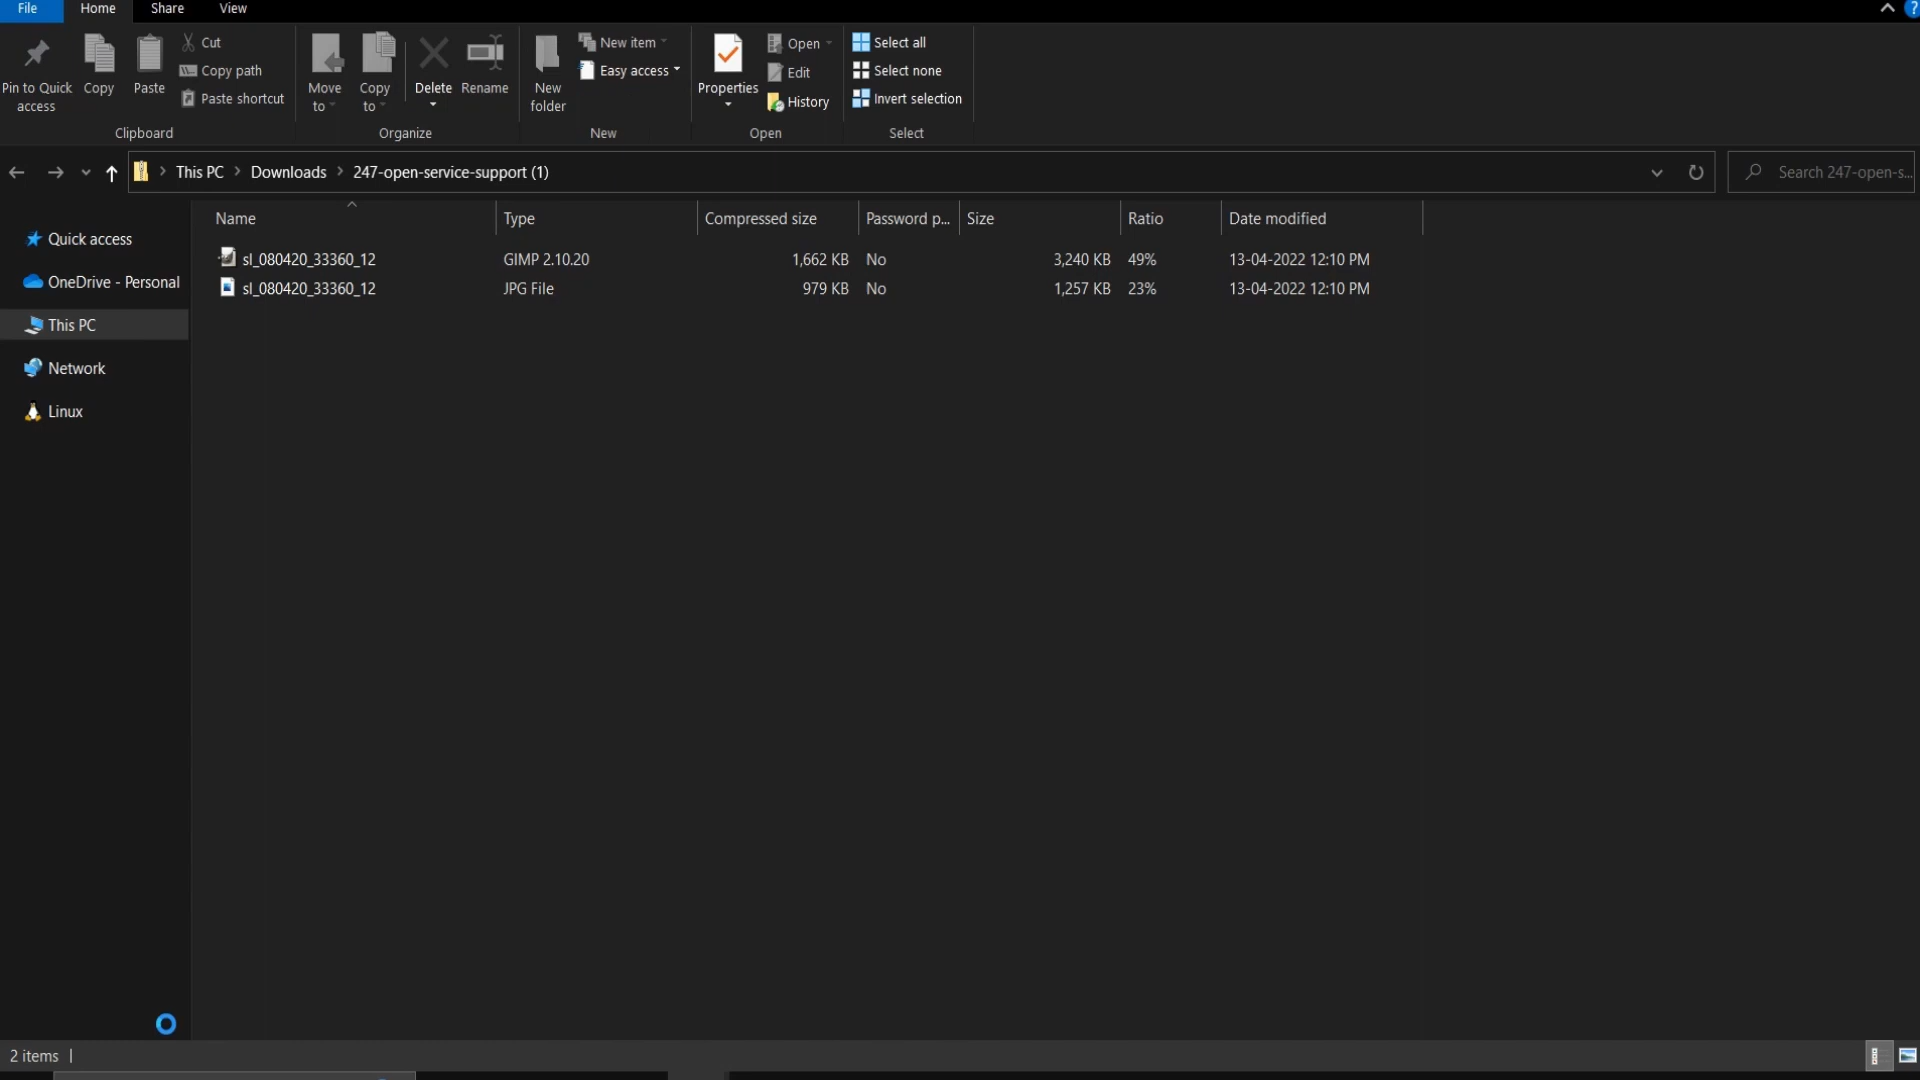 File Home Share View
Pin to Quick access
Copy
Paste
Cut
Copy path
Paste shortcut
Clipboard
Move to
Copy to
Delete
Rename
Organize
New folder
New item
Easy access
New
Properties
Open
Edit
History
Open
Select all
Select none
Invert selection
Select
This PC Downloads 247-open-service-support (1)
Search 247-open-s...
Quick access
OneDrive - Personal
This PC
Network
Linux
Name Type Compressed size Password p... Size Ratio Date modified
sl_080420_33360_12 GIMP 2.10.20 1,662 KB No 3,240 KB 49% 13-04-2022 12:10 PM
sl_080420_33360_12 JPG File 979 KB No 1,257 KB 23% 13-04-2022 12:10 PM
2 items